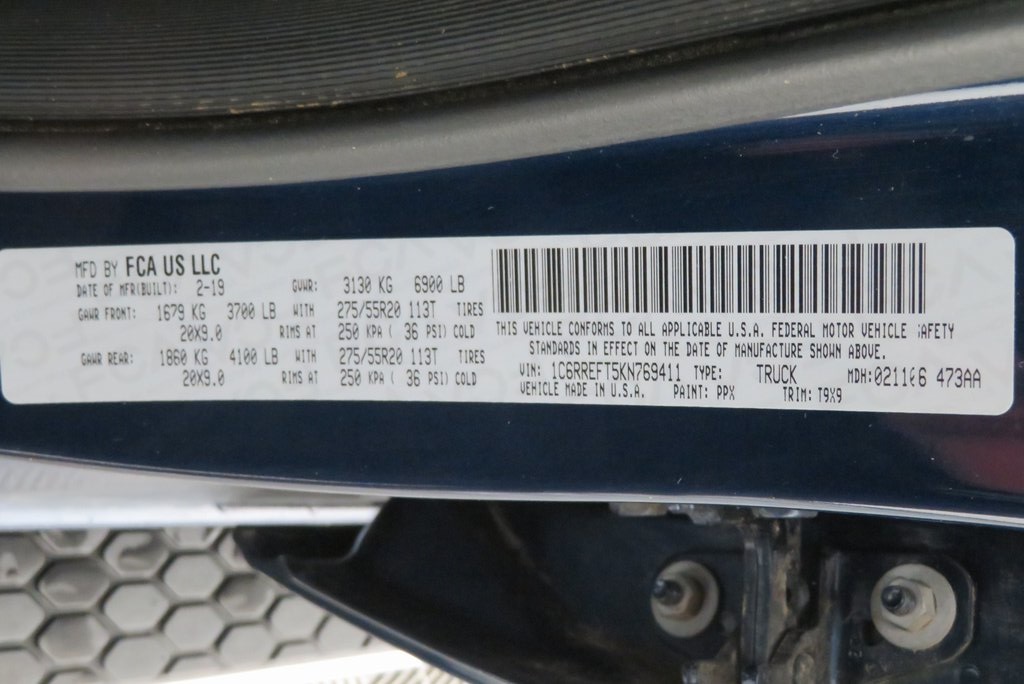 MFD BY FCA US LLC
DATE OF MFR(BUILT): 2-19 GVWR: 3130 KG 6900 LB
GAWR FRONT: 1679 KG 3700 LB WITH 275/55R20 113T TIRES
20X9.0 RIMS AT 250 KPA ( 36 PSI) COLD
GAWR REAR: 1860 KG 4100 LB WITH 275/55R20 113T TIRES
20X9.0 RIMS AT 250 KPA ( 36 PSI) COLD
THIS VEHICLE CONFORMS TO ALL APPLICABLE U.S.A. FEDERAL MOTOR VEHICLE SAFETY
STANDARDS IN EFFECT ON THE DATE OF MANUFACTURE SHOWN ABOVE.
VIN: 1C6RREFT5KN769411 TYPE: TRUCK MDH: 021106 473AA
VEHICLE MADE IN U.S.A. PAINT: PPX TRIM: T9X9